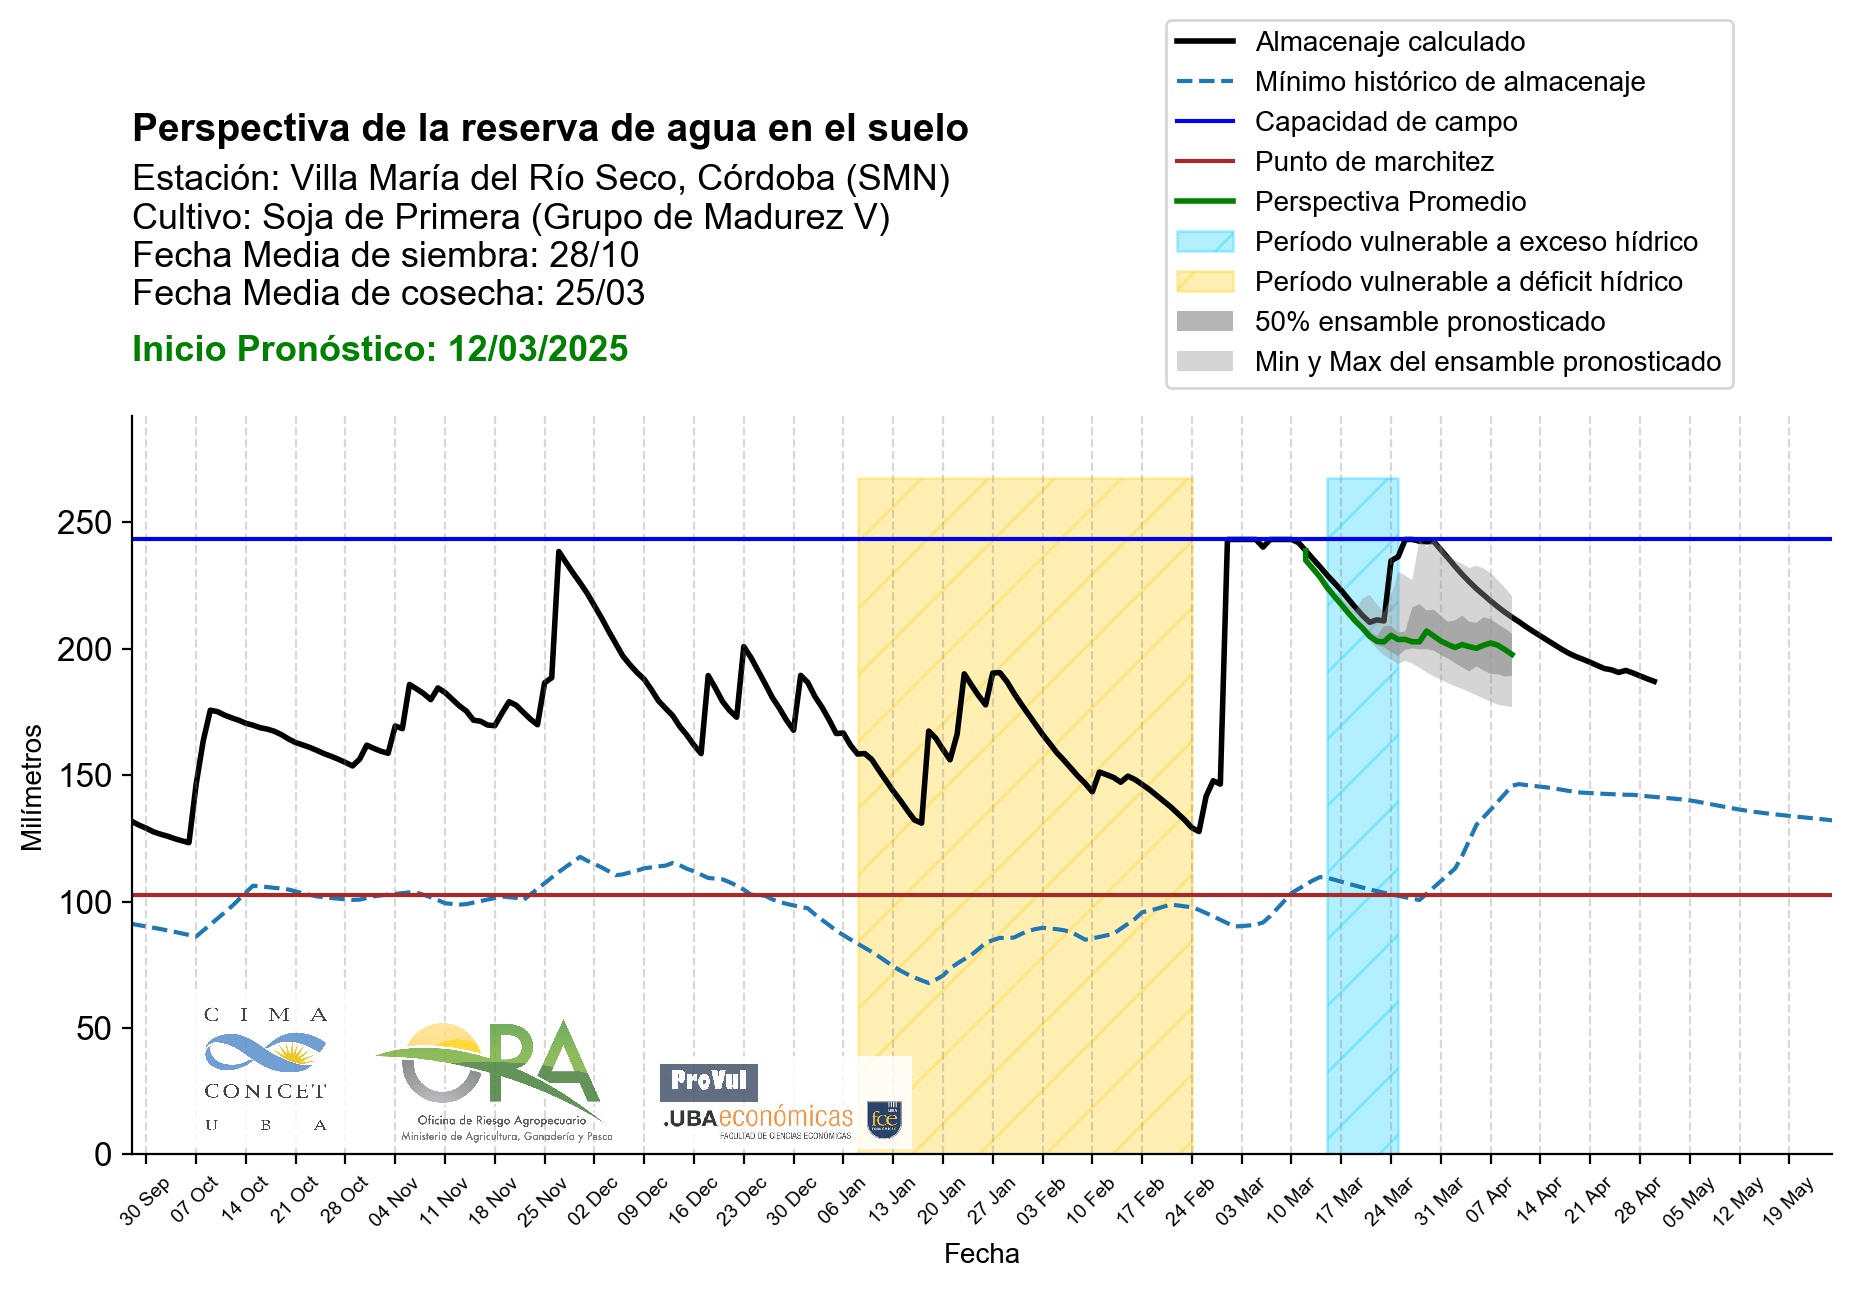 Almacenaje calculado
Mínimo histórico de almacenaje
Capacidad de campo
Punto de marchitez
Perspectiva Promedio
Período vulnerable a exceso hídrico
Período vulnerable a déficit hídrico
50% ensamble pronosticado
Min y Max del ensamble pronosticado
Perspectiva de la reserva de agua en el suelo
Estación: Villa María del Río Seco, Córdoba (SMN)
Cultivo: Soja de Primera (Grupo de Madurez V)
Fecha Media de siembra: 28/10
Fecha Media de cosecha: 25/03
Inicio Pronóstico: 12/03/2025
Milímetros
250
200
150
100
50
0
CIMA
CONICET
UBA
ORA
Oficina de Riesgo Agropecuario
Ministerio de Agricultura, Ganadería y Pesca
ProVul
.UBAeconómicas
FACULTAD DE CIENCIAS ECONÓMICAS
fce
30 Sep
07 Oct
14 Oct
21 Oct
28 Oct
04 Nov
11 Nov
18 Nov
25 Nov
02 Dec
09 Dec
16 Dec
23 Dec
30 Dec
06 Jan
13 Jan
20 Jan
27 Jan
03 Feb
10 Feb
17 Feb
24 Feb
03 Mar
10 Mar
17 Mar
24 Mar
31 Mar
07 Apr
14 Apr
21 Apr
28 Apr
05 May
12 May
19 May
Fecha